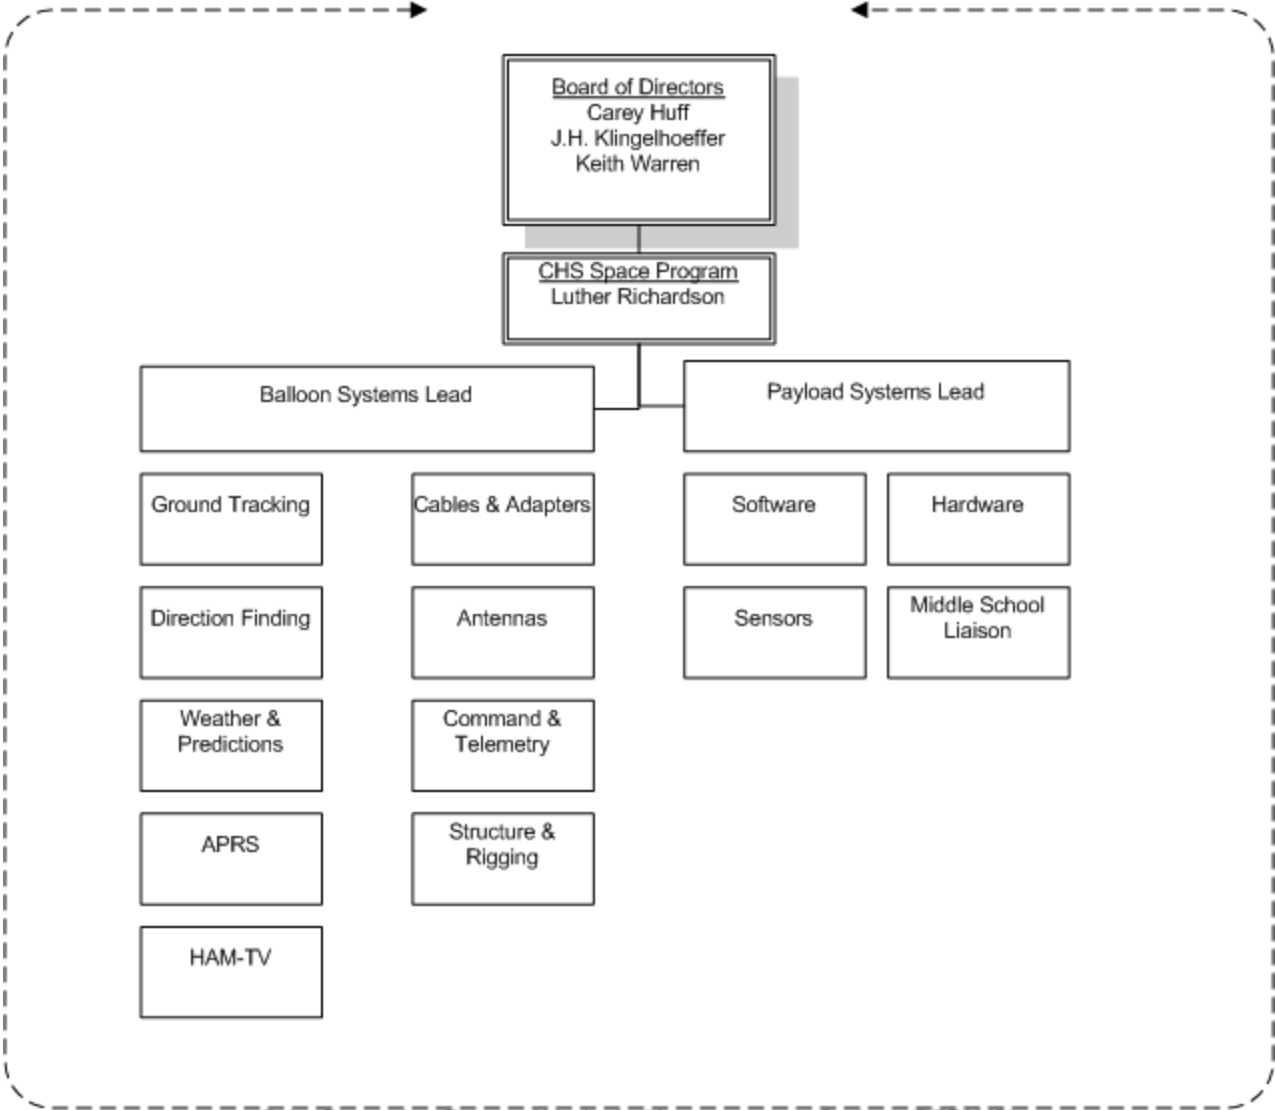 Board of Directors
Carey Huff
J.H. Klingelhoeffer
Keith Warren
CHS Space Program
Luther Richardson
Balloon Systems Lead
Payload Systems Lead
Ground Tracking
Cables & Adapters
Software
Hardware
Direction Finding
Antennas
Sensors
Middle School
Liaison
Weather &
Predictions
Command &
Telemetry
APRS
Structure &
Rigging
HAM-TV